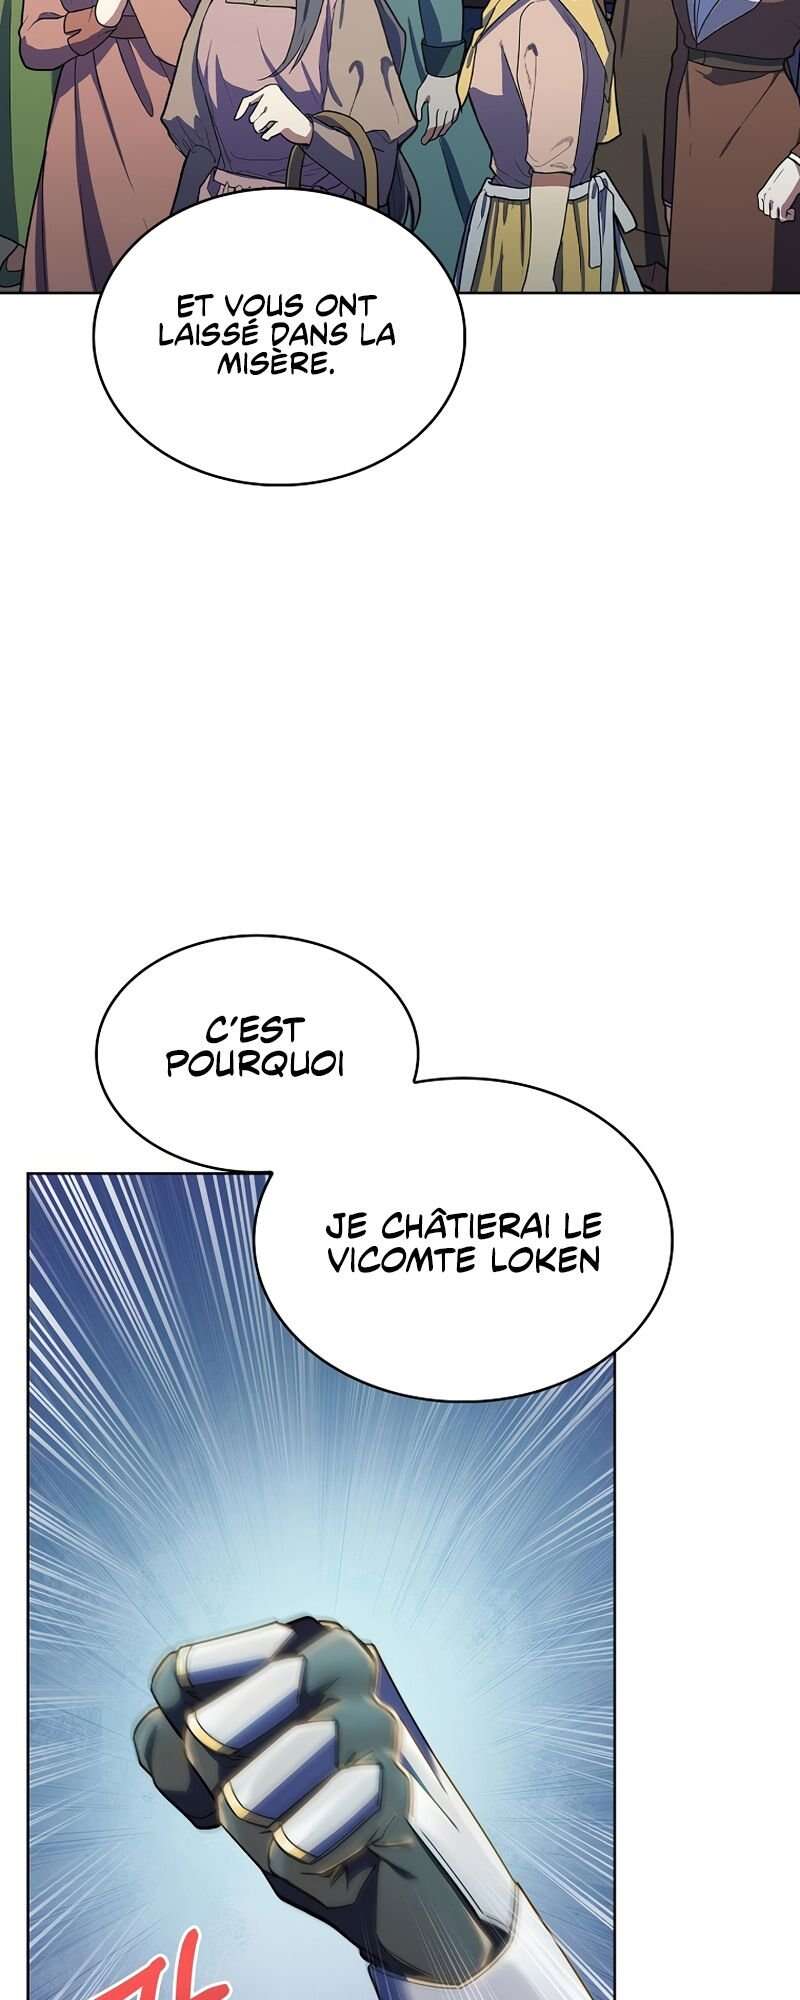 ET VOUS ONT
LAISSÉ DANS LA
MISÈRE.
C'EST
POURQUOI
JE CHÂTIERAI LE
VICOMTE LOKEN